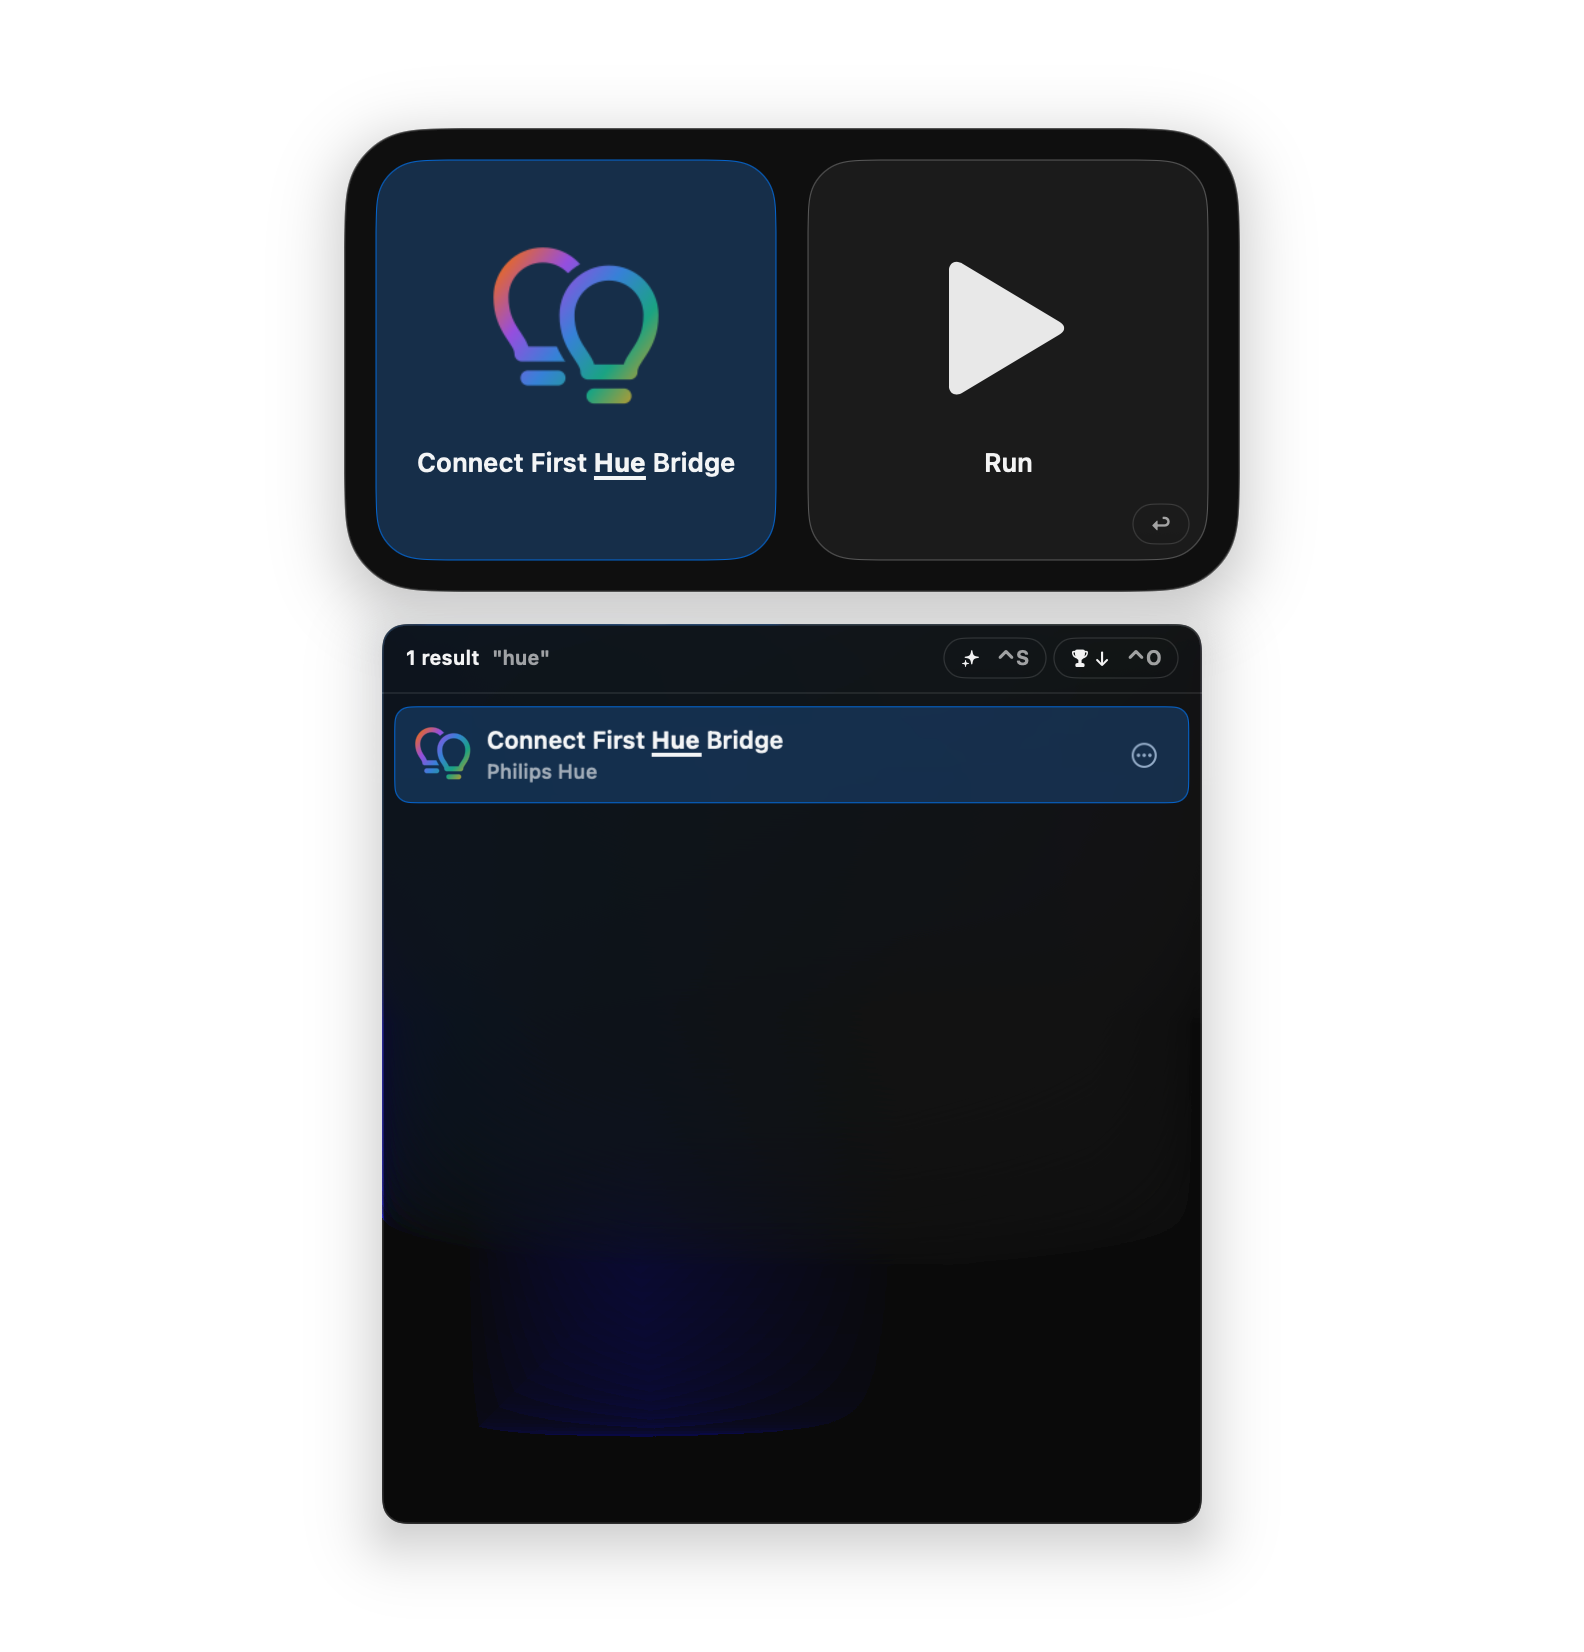 Connect First Hue Bridge
Run
1 result "hue"
^S
^O
Connect First Hue Bridge
Philips Hue